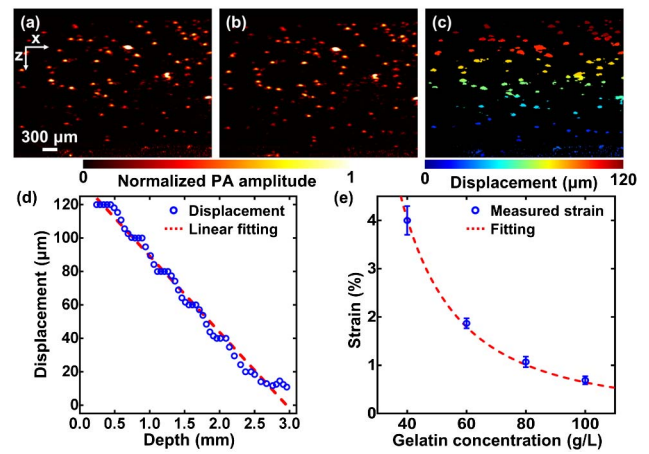 (a)
(b)
(c)
x
z
300 µm
0
1
Normalized PA amplitude
0
120
Displacement (µm)
(d)
Displacement
Linear fitting
120
100
80
60
40
20
0
Displacement (µm)
0 0.5 1.0 1.5 2.0 2.5 3.0
Depth (mm)
(e)
Measured strain
Fitting
4
3
2
1
0
Strain (%)
40 60 80 100
Gelatin concentration (g/L)